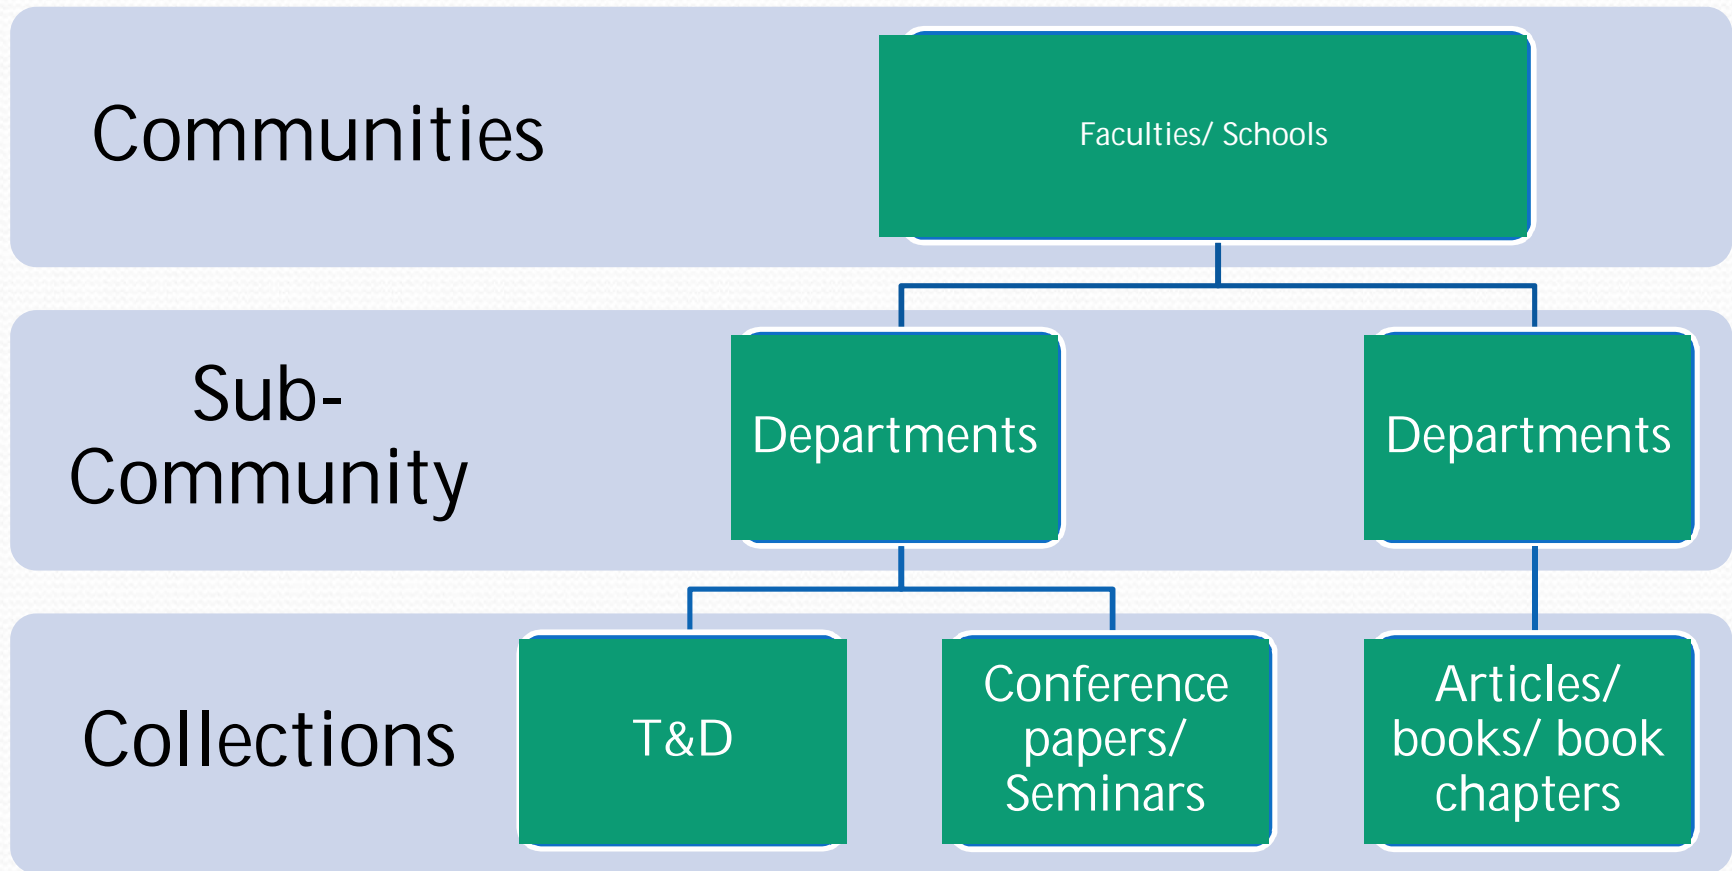 Communities
Faculties/ Schools
Sub-
Community
Departments
Departments
Collections
T&D
Conference
papers/
Seminars
Articles/
books/ book
chapters